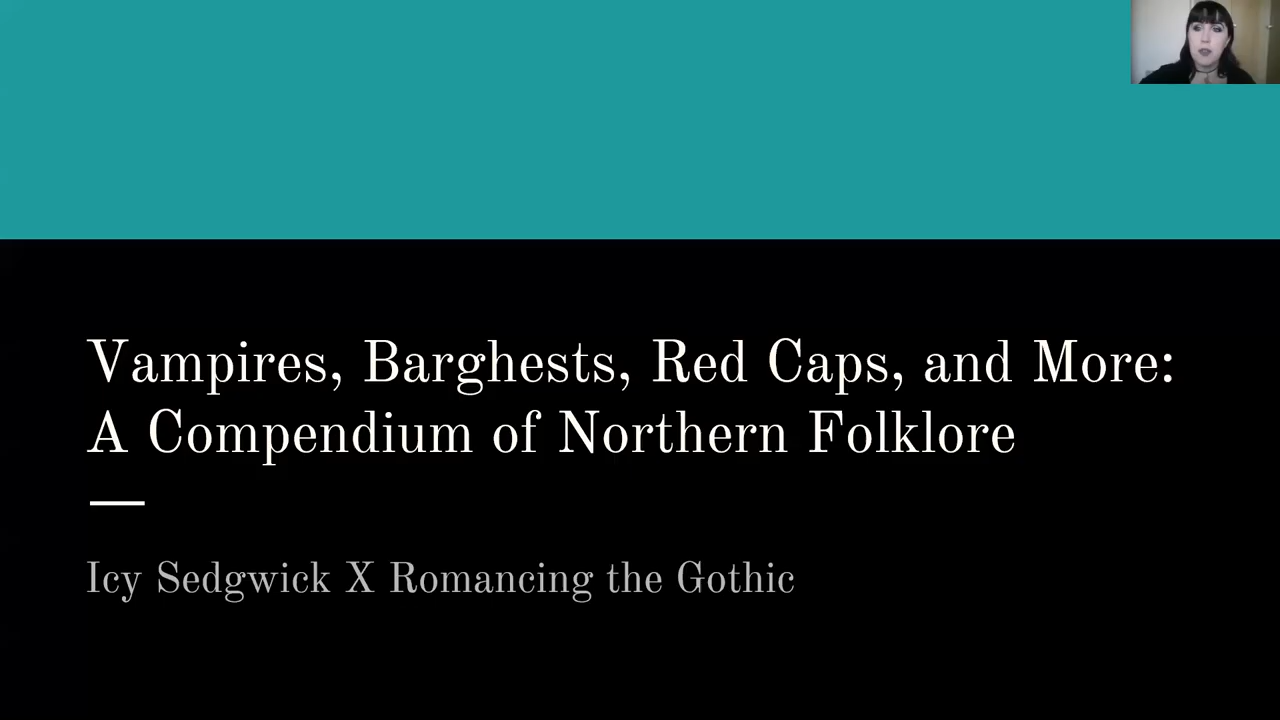 Vampires, Barghests, Red Caps, and More:
A Compendium of Northern Folklore
Icy Sedgwick X Romancing the Gothic